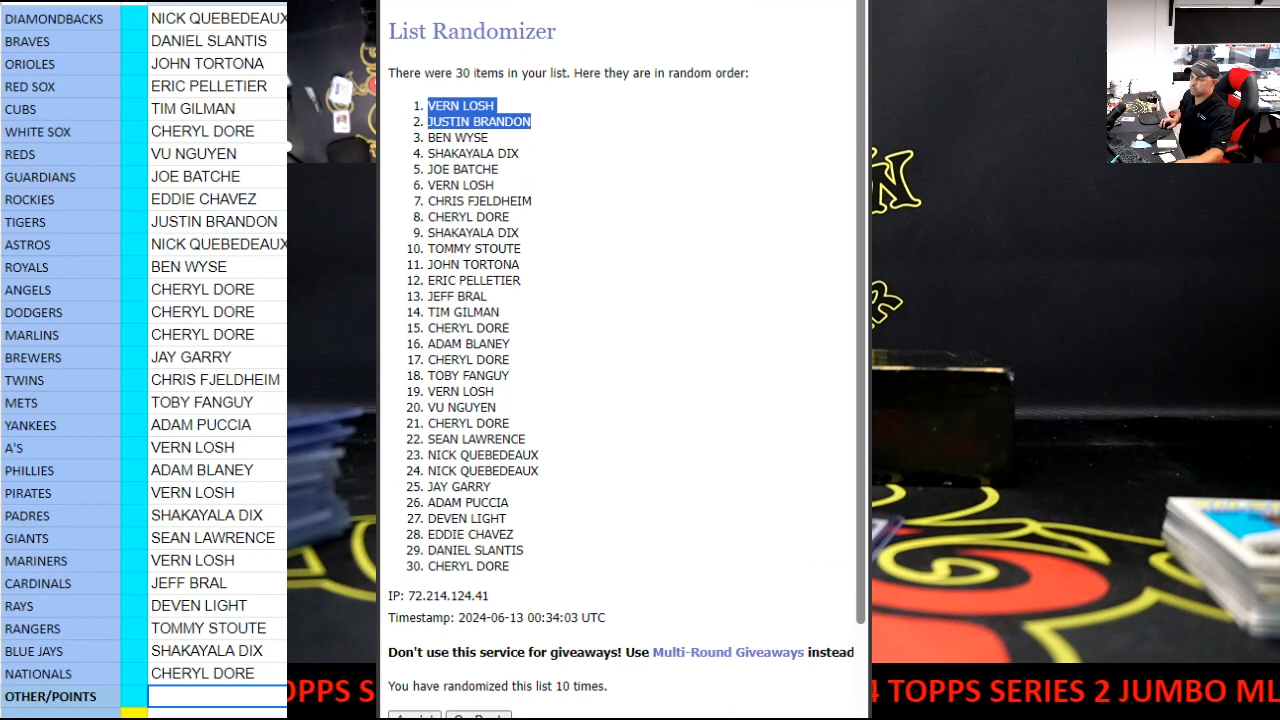 DIAMONDBACKS NICK QUEBEDEAUX
BRAVES DANIEL SLANTIS
ORIOLES JOHN TORTONA
RED SOX ERIC PELLETIER
CUBS TIM GILMAN
WHITE SOX CHERYL DORE
REDS VU NGUYEN
GUARDIANS JOE BATCHE
ROCKIES EDDIE CHAVEZ
TIGERS JUSTIN BRANDON
ASTROS NICK QUEBEDEAUX
ROYALS BEN WYSE
ANGELS CHERYL DORE
DODGERS CHERYL DORE
MARLINS CHERYL DORE
BREWERS JAY GARRY
TWINS CHRIS FJELDHEIM
METS TOBY FANGUY
YANKEES ADAM PUCCIA
A'S VERN LOSH
PHILLIES ADAM BLANEY
PIRATES VERN LOSH
PADRES SHAKAYALA DIX
GIANTS SEAN LAWRENCE
MARINERS VERN LOSH
CARDINALS JEFF BRAL
RAYS DEVEN LIGHT
RANGERS TOMMY STOUTE
BLUE JAYS SHAKAYALA DIX
NATIONALS CHERYL DORE
OTHER/POINTS
List Randomizer
There were 30 items in your list. Here they are in random order:
1. VERN LOSH
2. JUSTIN BRANDON
3. BEN WYSE
4. SHAKAYALA DIX
5. JOE BATCHE
6. VERN LOSH
7. CHRIS FJELDHEIM
8. CHERYL DORE
9. SHAKAYALA DIX
10. TOMMY STOUTE
11. JOHN TORTONA
12. ERIC PELLETIER
13. JEFF BRAL
14. TIM GILMAN
15. CHERYL DORE
16. ADAM BLANEY
17. CHERYL DORE
18. TOBY FANGUY
19. VERN LOSH
20. VU NGUYEN
21. CHERYL DORE
22. SEAN LAWRENCE
23. NICK QUEBEDEAUX
24. NICK QUEBEDEAUX
25. JAY GARRY
26. ADAM PUCCIA
27. DEVEN LIGHT
28. EDDIE CHAVEZ
29. DANIEL SLANTIS
30. CHERYL DORE
IP: 72.214.124.41
Timestamp: 2024-06-13 00:34:03 UTC
Don't use this service for giveaways! Use Multi-Round Giveaways instead
You have randomized this list 10 times.
OPPS S
4 TOPPS SERIES 2 JUMBO ML